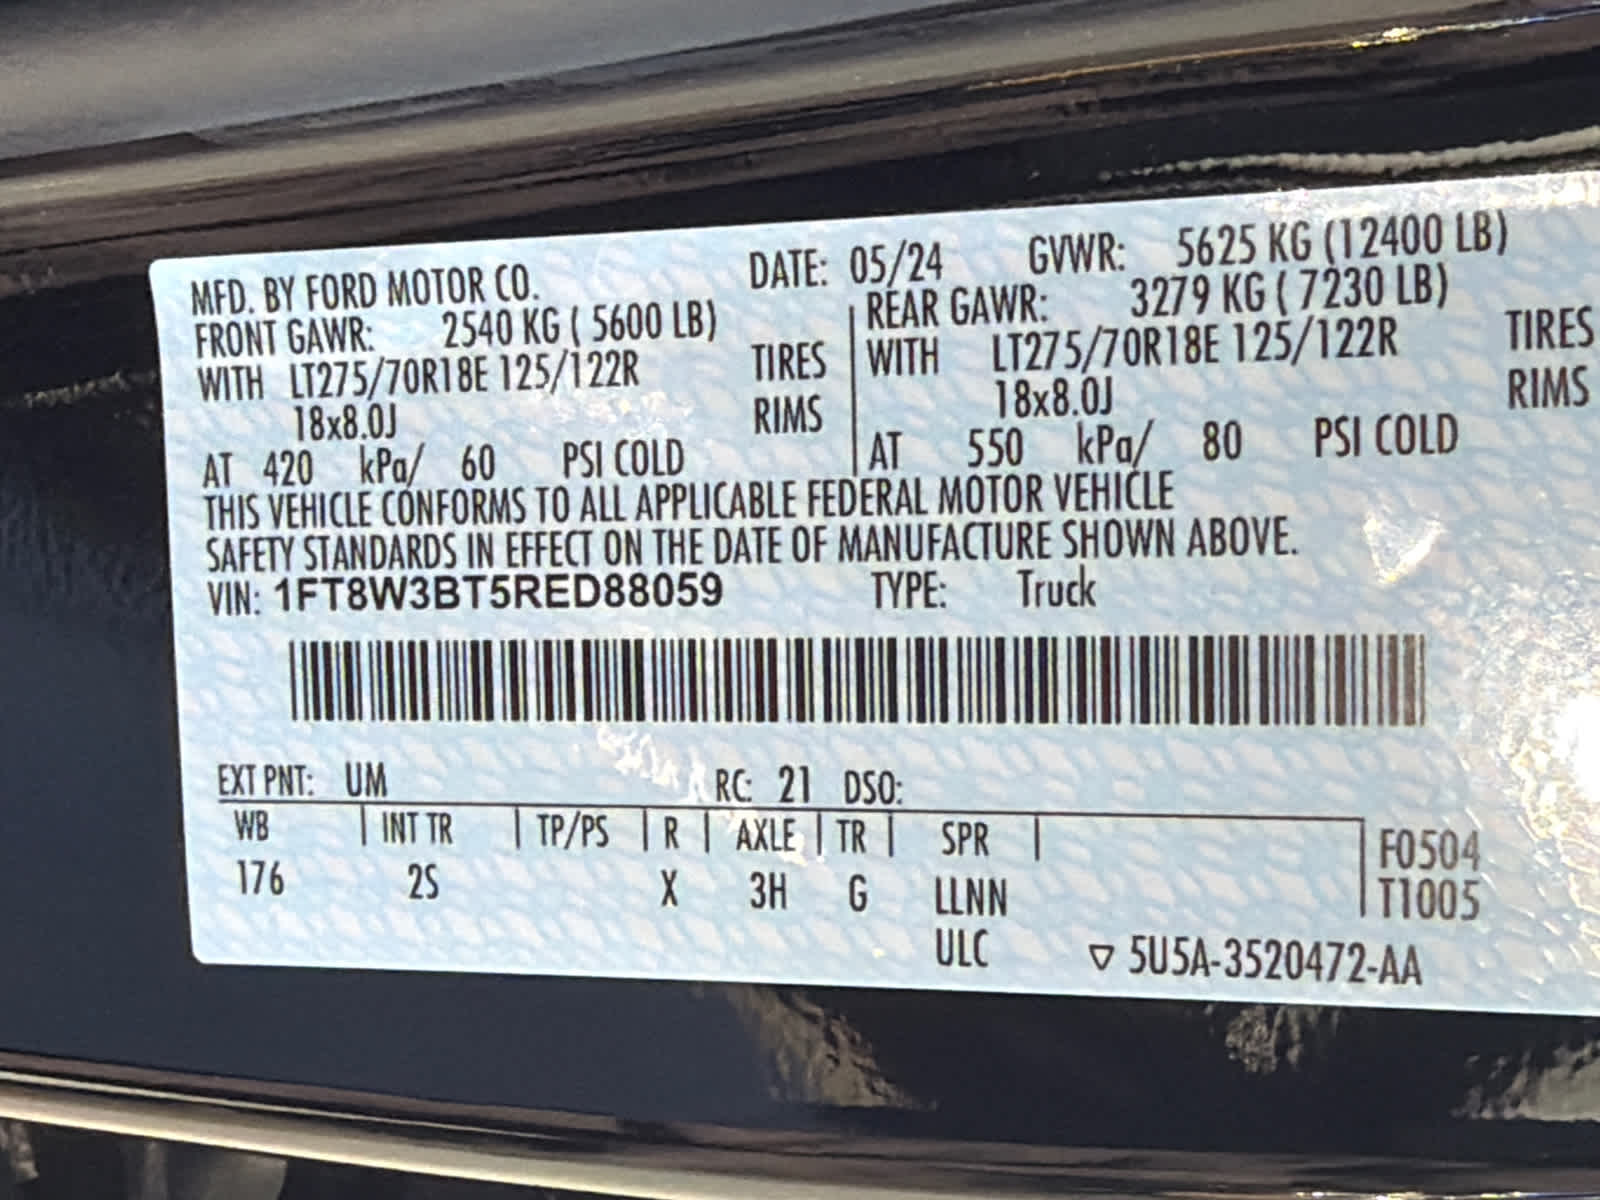 MFD. BY FORD MOTOR CO. DATE: 05/24 GVWR: 5625 KG (12400 LB)
FRONT GAWR: 2540 KG ( 5600 LB) REAR GAWR: 3279 KG ( 7230 LB)
WITH LT275/70R18E 125/122R TIRES WITH LT275/70R18E 125/122R TIRES
18x8.0J RIMS 18x8.0J RIMS
AT 420 kPa/ 60 PSI COLD AT 550 kPa/ 80 PSI COLD
THIS VEHICLE CONFORMS TO ALL APPLICABLE FEDERAL MOTOR VEHICLE
SAFETY STANDARDS IN EFFECT ON THE DATE OF MANUFACTURE SHOWN ABOVE.
VIN: 1FT8W3BT5RED88059 TYPE: Truck
EXT PNT: UM RC: 21 DSO:
WB INT TR TP/PS R AXLE TR SPR F0504
176 2S X 3H G LLNN T1005
ULC ▽ 5U5A-3520472-AA